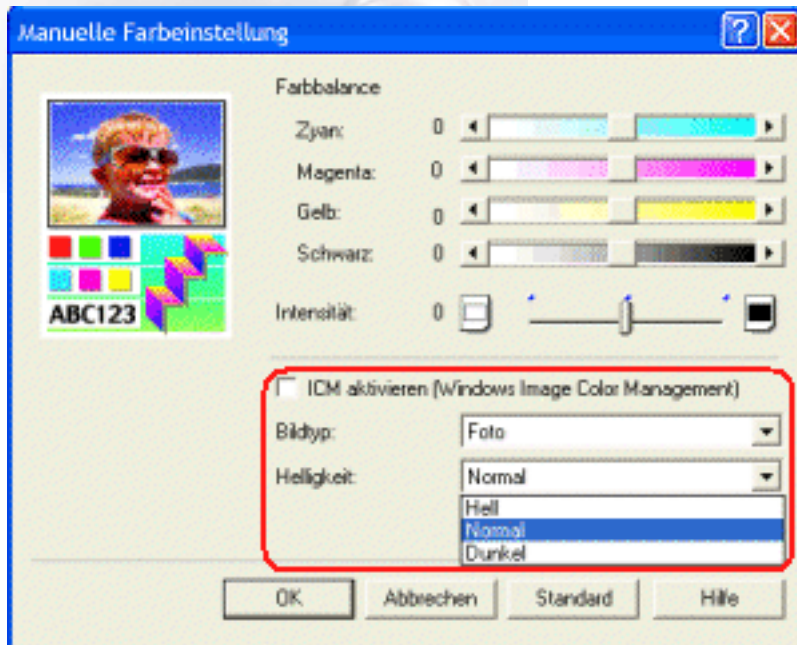 Manuelle Farbeinstellung
Farbbalance
Zyan: 0
Magenta: 0
Gelb: 0
Schwarz: 0
Intensität: 0
ABC123
ICM aktivieren (Windows Image Color Management)
Bildtyp: Foto
Helligkeit: Normal
Hell
Normal
Dunkel
OK Abbrechen Standard Hilfe